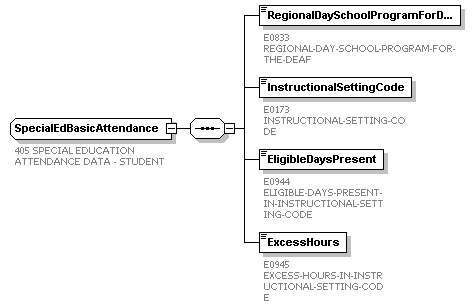 RegionalDaySchoolProgramForD...
E0833
REGIONAL-DAY-SCHOOL-PROGRAM-FOR-
THE-DEAF
InstructionalSettingCode
E0173
INSTRUCTIONAL-SETTING-CO
DE
SpecialEdBasicAttendance
405 SPECIAL EDUCATION
ATTENDANCE DATA - STUDENT
EligibleDaysPresent
E0944
ELIGIBLE-DAYS-PRESENT-
IN-INSTRUCTIONAL-SETT
ING-CODE
ExcessHours
E0945
EXCESS-HOURS-IN-INSTR
UCTIONAL-SETTING-COD
E